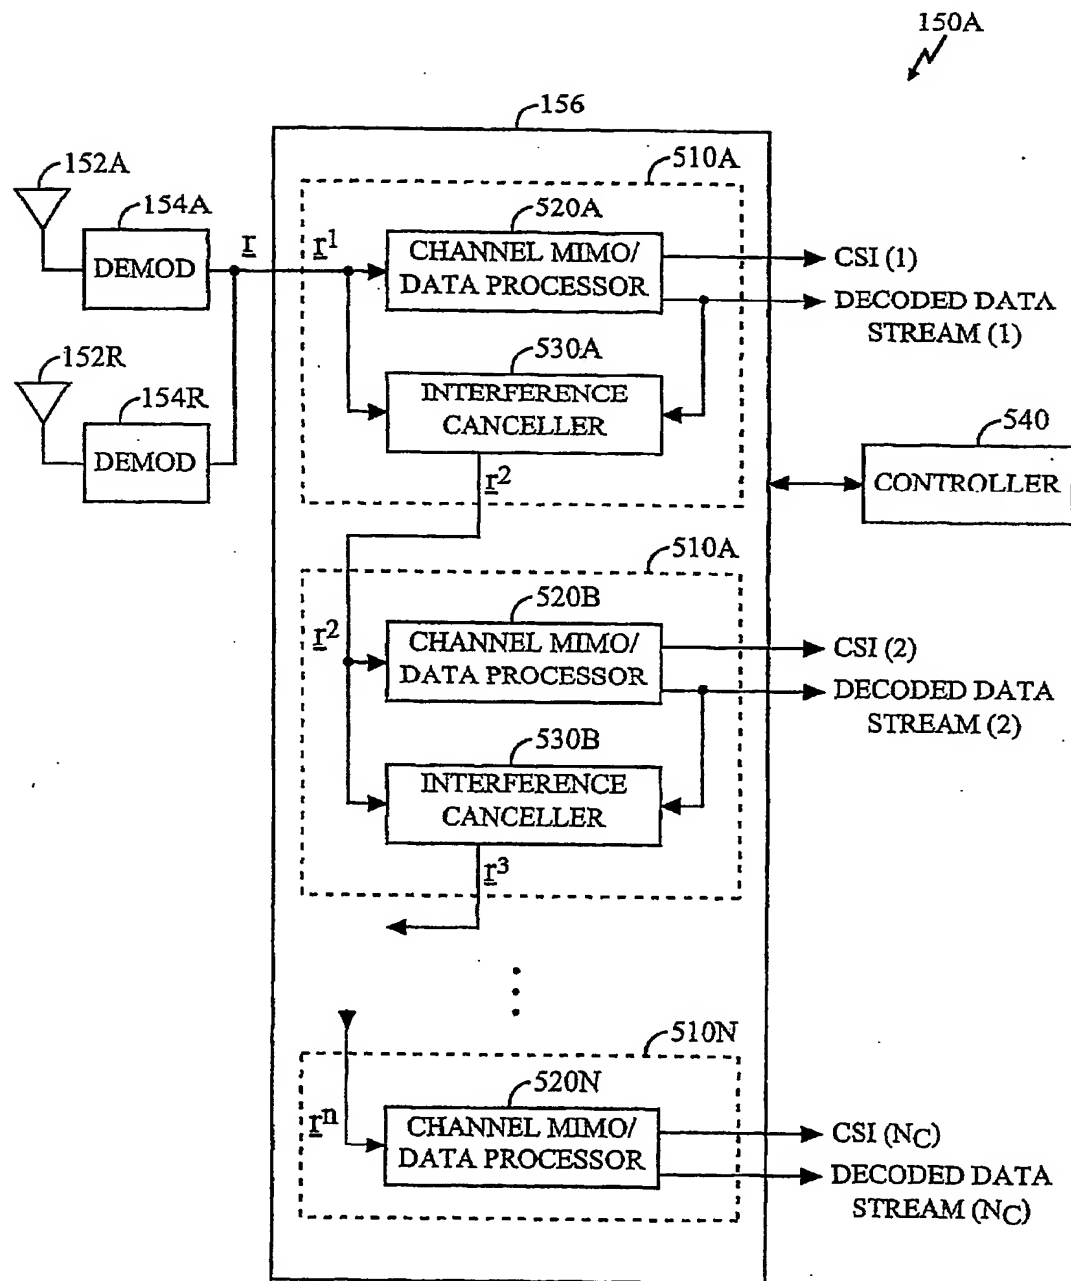 150A
156
152A
154A
DEMOD
r
510A
520A
r1
CHANNEL MIMO/
DATA PROCESSOR
CSI (1)
DECODED DATA
STREAM (1)
152R
154R
DEMOD
530A
INTERFERENCE
CANCELLER
r2
540
CONTROLLER
510A
520B
r2
CHANNEL MIMO/
DATA PROCESSOR
CSI (2)
DECODED DATA
STREAM (2)
530B
INTERFERENCE
CANCELLER
r3
510N
520N
rn
CHANNEL MIMO/
DATA PROCESSOR
CSI (NC)
DECODED DATA
STREAM (NC)